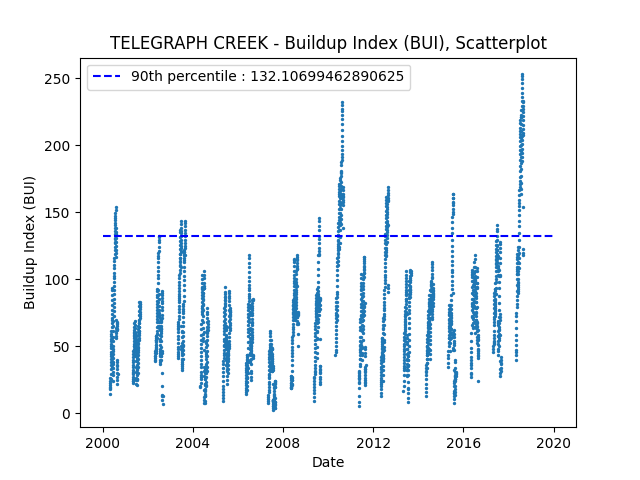 TELEGRAPH CREEK - Buildup Index (BUI), Scatterplot
90th percentile : 132.10699462890625
Buildup Index (BUI)
250
200
150
100
50
0
2000 2004 2008 2012 2016 2020
Date